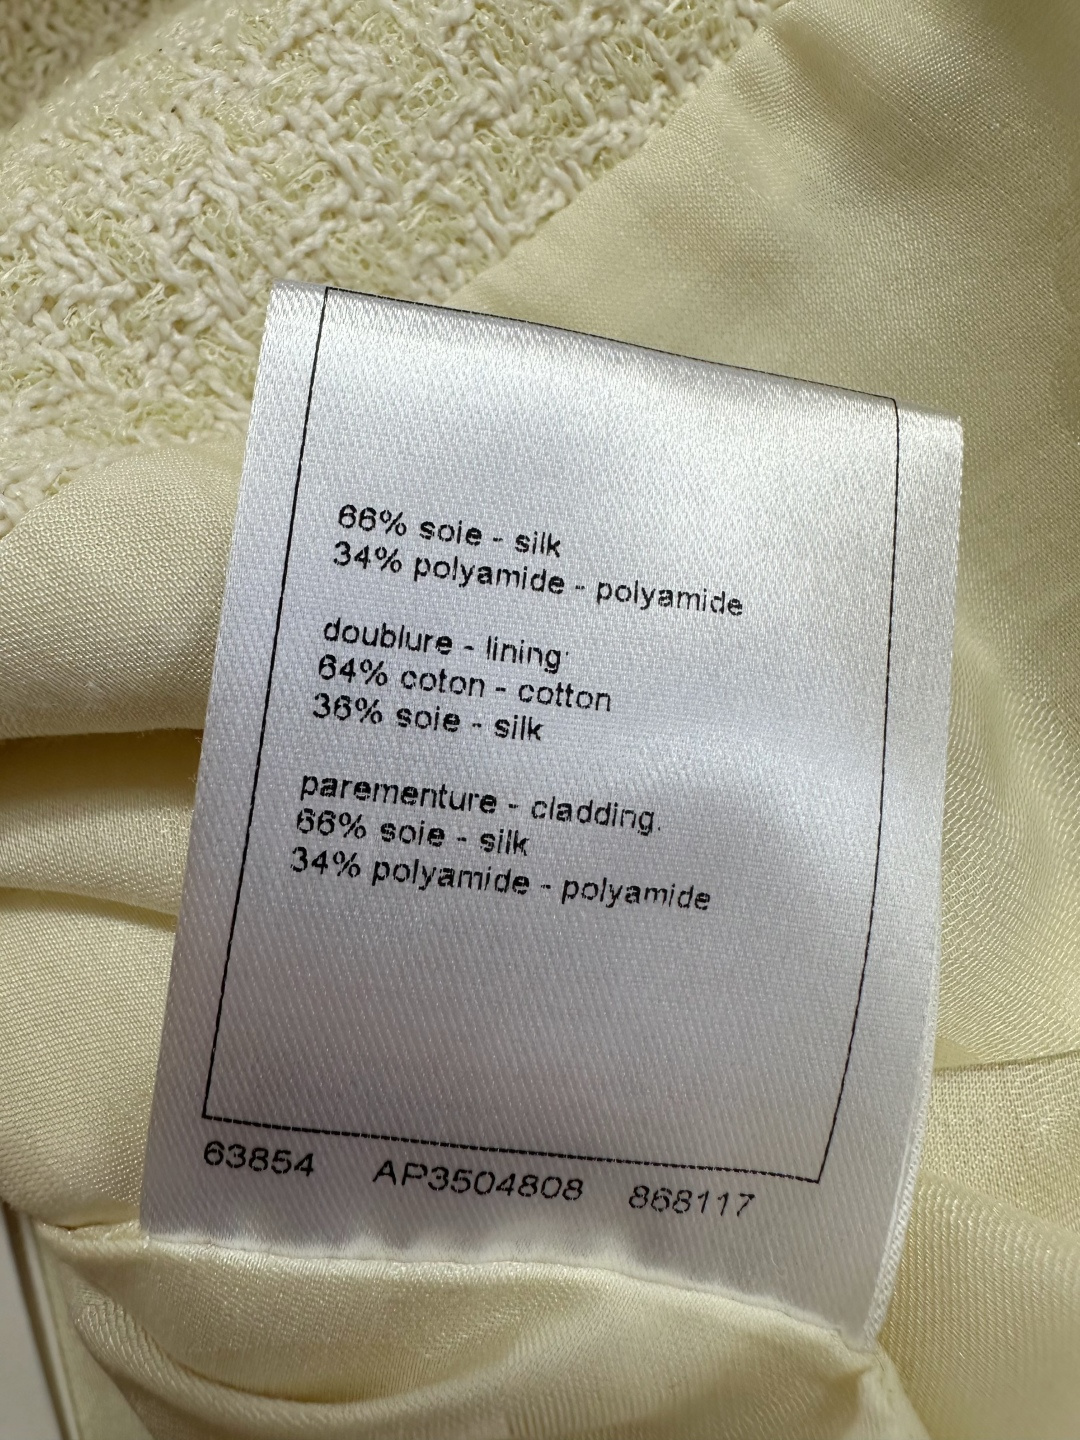 66% soie - silk
34% polyamide - polyamide
doublure - lining
64% coton - cotton
36% soie - silk
parementure - cladding.
66% soie - silk
34% polyamide - polyamide
63854 AP3504808 868117